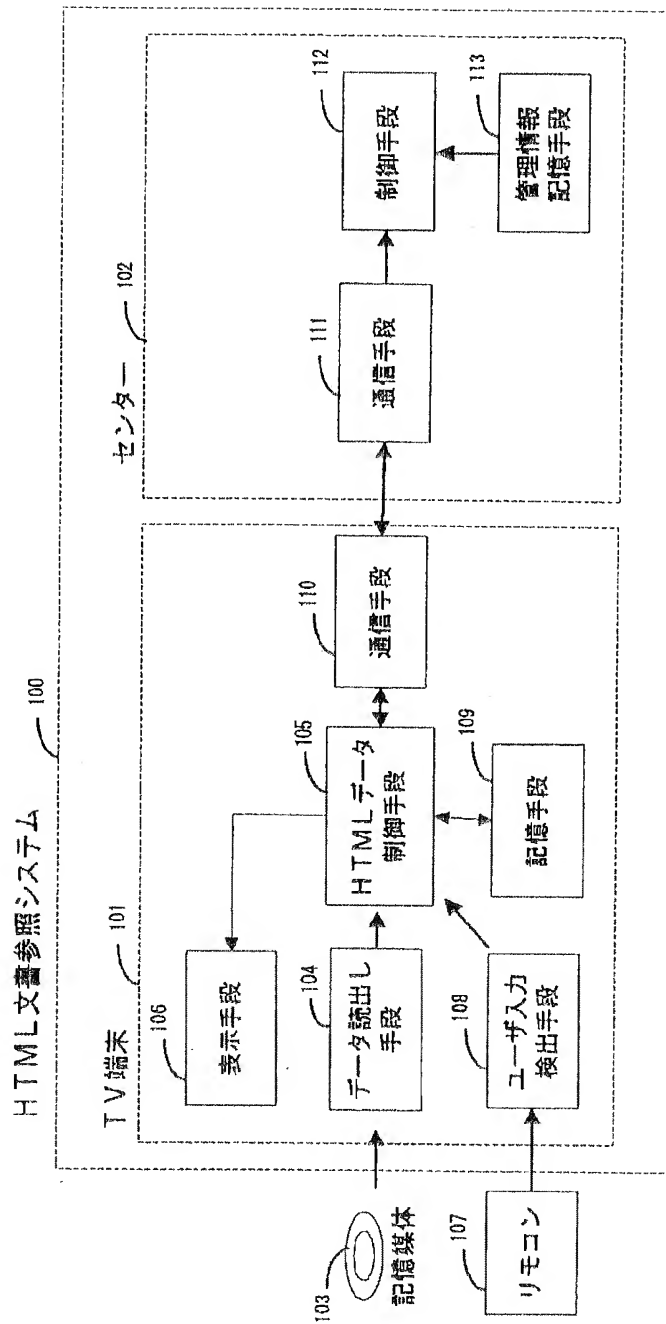 HTML文書参照システム
100
TV端末
101
センター
102
106
表示手段
103
記憶媒体
104
データ読出し
手段
105
HTMLデータ
制御手段
110
通信手段
111
通信手段
112
制御手段
107
リモコン
108
ユーザ入力
検出手段
109
記憶手段
113
管理情報
記憶手段